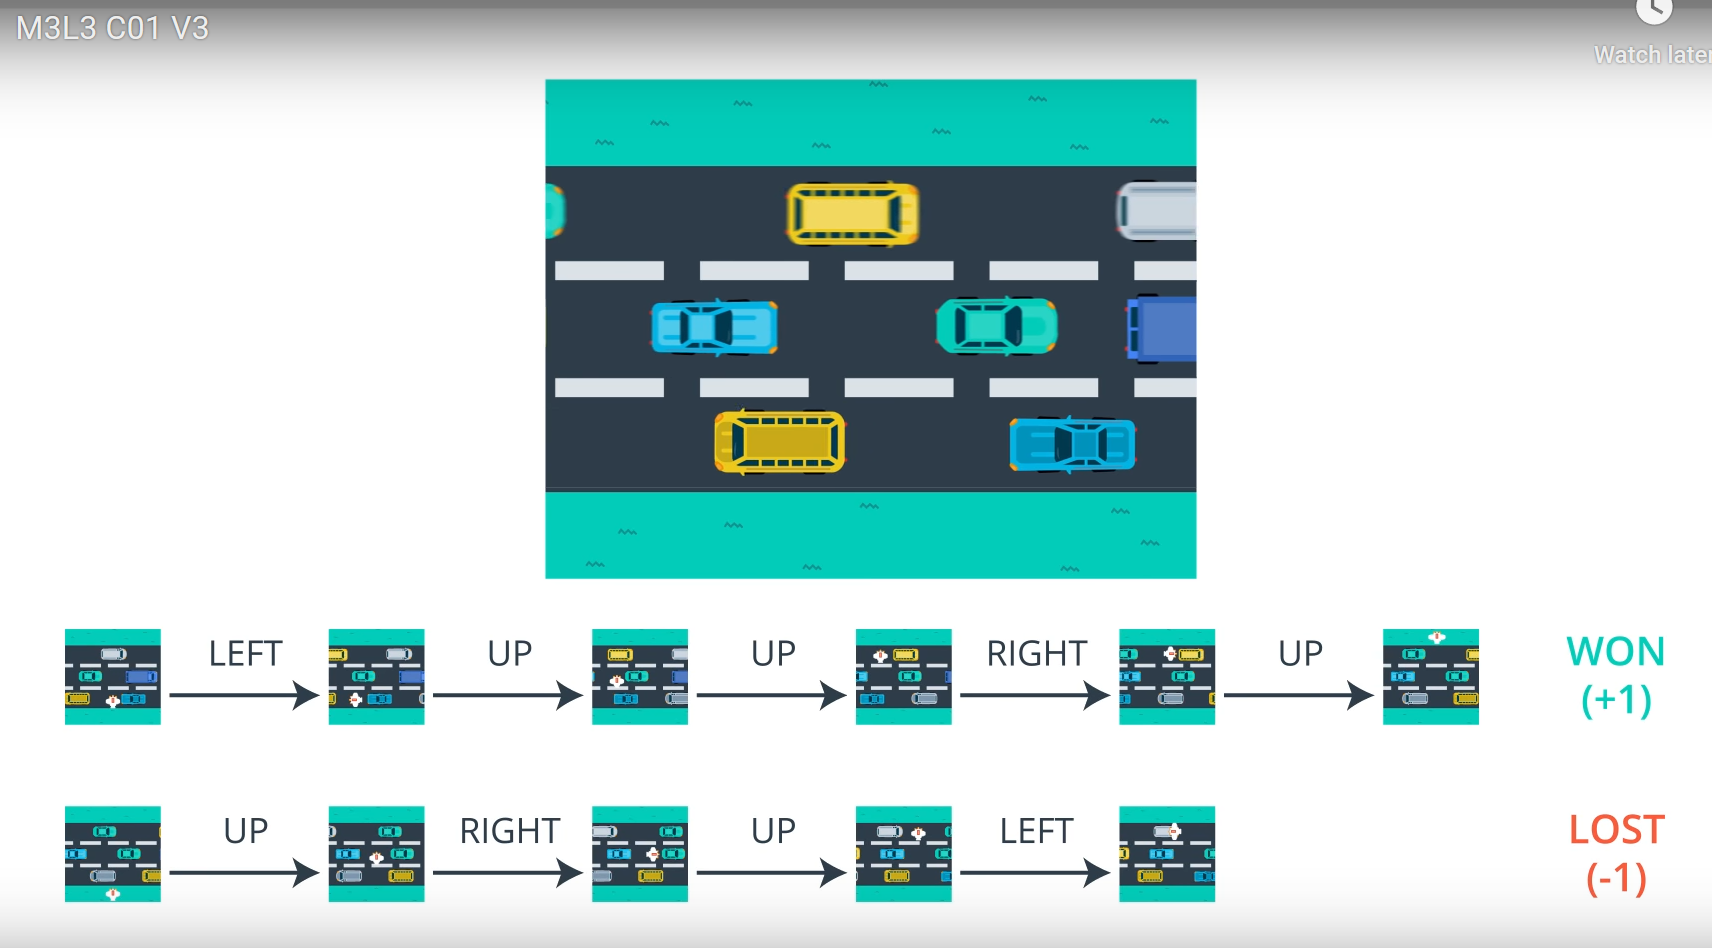 M3L3 C01 V3
Watch later
LEFT
UP
UP
RIGHT
UP
WON
(+1)
UP
RIGHT
UP
LEFT
LOST
(-1)